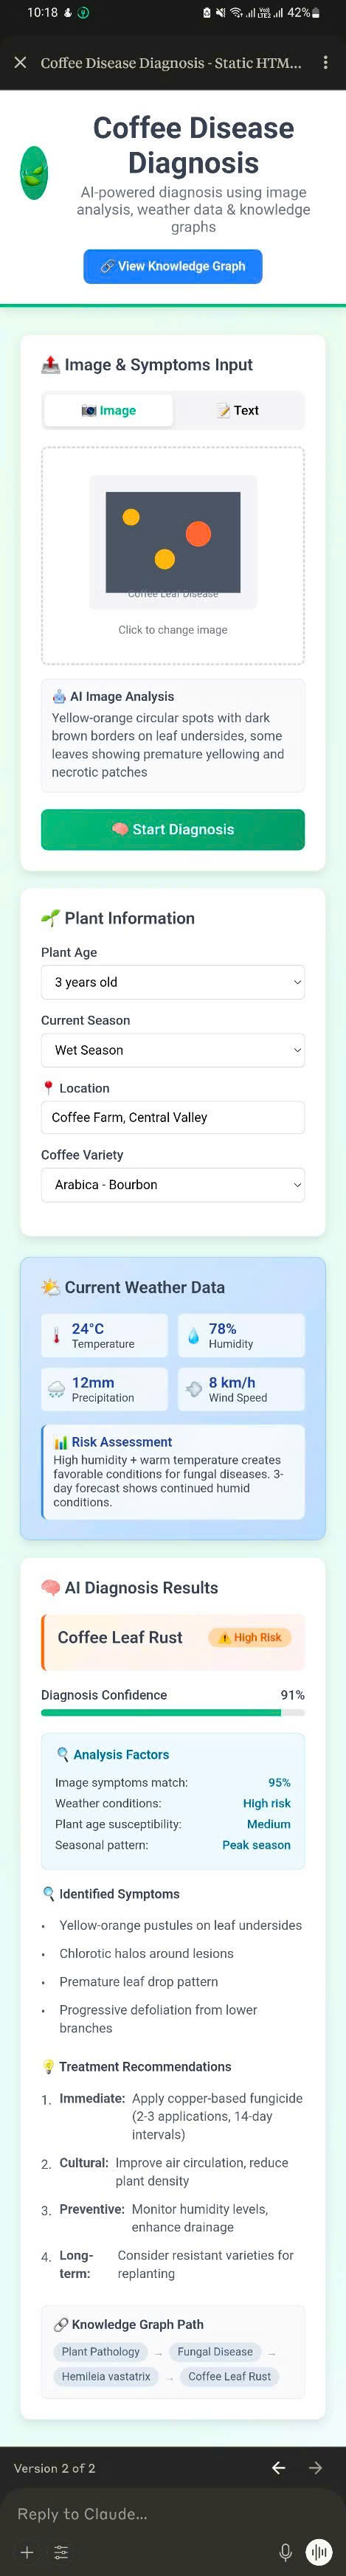 10:18
42%
Coffee Disease Diagnosis - Static HTM...
Coffee Disease
Diagnosis
AI-powered diagnosis using image
analysis, weather data & knowledge
graphs
View Knowledge Graph
Image & Symptoms Input
Image
Text
Coffee Leaf Disease
Click to change image
AI Image Analysis
Yellow-orange circular spots with dark
brown borders on leaf undersides, some
leaves showing premature yellowing and
necrotic patches
Start Diagnosis
Plant Information
Plant Age
3 years old
Current Season
Wet Season
Location
Coffee Farm, Central Valley
Coffee Variety
Arabica - Bourbon
Current Weather Data
24°C
Temperature
78%
Humidity
12mm
Precipitation
8 km/h
Wind Speed
Risk Assessment
High humidity + warm temperature creates
favorable conditions for fungal diseases. 3-
day forecast shows continued humid
conditions.
AI Diagnosis Results
Coffee Leaf Rust
High Risk
Diagnosis Confidence 91%
Analysis Factors
Image symptoms match: 95%
Weather conditions: High risk
Plant age susceptibility: Medium
Seasonal pattern: Peak season
Identified Symptoms
• Yellow-orange pustules on leaf undersides
• Chlorotic halos around lesions
• Premature leaf drop pattern
• Progressive defoliation from lower
branches
Treatment Recommendations
1. Immediate: Apply copper-based fungicide
(2-3 applications, 14-day
intervals)
2. Cultural: Improve air circulation, reduce
plant density
3. Preventive: Monitor humidity levels,
enhance drainage
4. Long- Consider resistant varieties for
term: replanting
Knowledge Graph Path
Plant Pathology → Fungal Disease →
Hemileia vastatrix → Coffee Leaf Rust
Version 2 of 2
Reply to Claude...